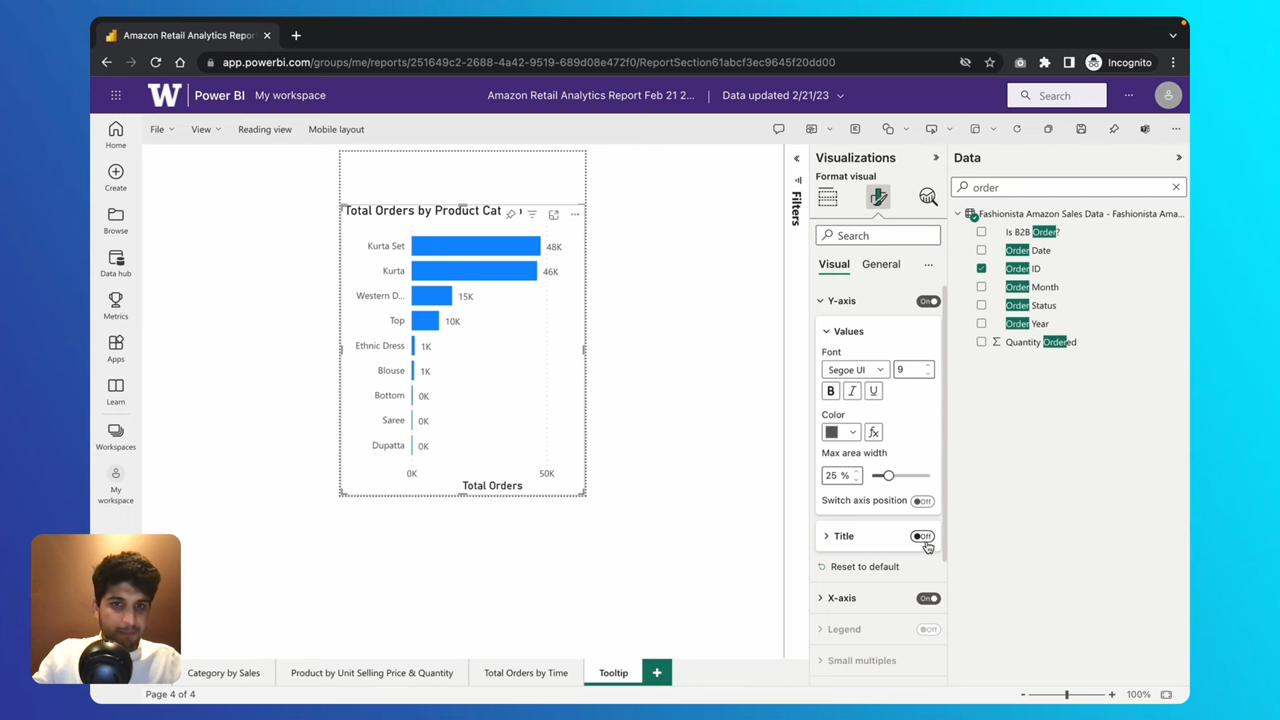 Amazon Retail Analytics Repor
app.powerbi.com/groups/me/reports/251649c2-2688-4a42-9519-689d08e472f0/ReportSection61abcf3ec9645f20dd00
Incognito
W Power BI My workspace
Amazon Retail Analytics Report Feb 21 2... | Data updated 2/21/23
Search
File View Reading view Mobile layout
Home
Create
Browse
Data hub
Metrics
Apps
Learn
Workspaces
My workspace
Total Orders by Product Cat
Kurta Set 48K
Kurta 46K
Western D... 15K
Top 10K
Ethnic Dress 1K
Blouse 1K
Bottom 0K
Saree 0K
Dupatta 0K
0K 50K
Total Orders
Filters
Visualizations
Format visual
Search
Visual General
Y-axis On
Values
Font
Segoe UI 9
B I U
Color
fx
Max area width
25 %
Switch axis position Off
Title Off
Reset to default
X-axis On
Legend Off
Small multiples
Data
order
Fashionista Amazon Sales Data - Fashionista Ama...
Is B2B Order?
Order Date
Order ID
Order Month
Order Status
Order Year
Quantity Ordered
Category by Sales
Product by Unit Selling Price & Quantity
Total Orders by Time
Tooltip
Page 4 of 4
100%